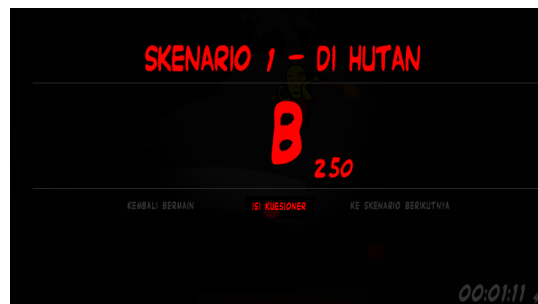 SKENARIO 1 - DI HUTAN
B
250
KEMBALI BERMAIN
ISI KUESIONER
KE SKENARIO BERIKUTNYA
00:01:11